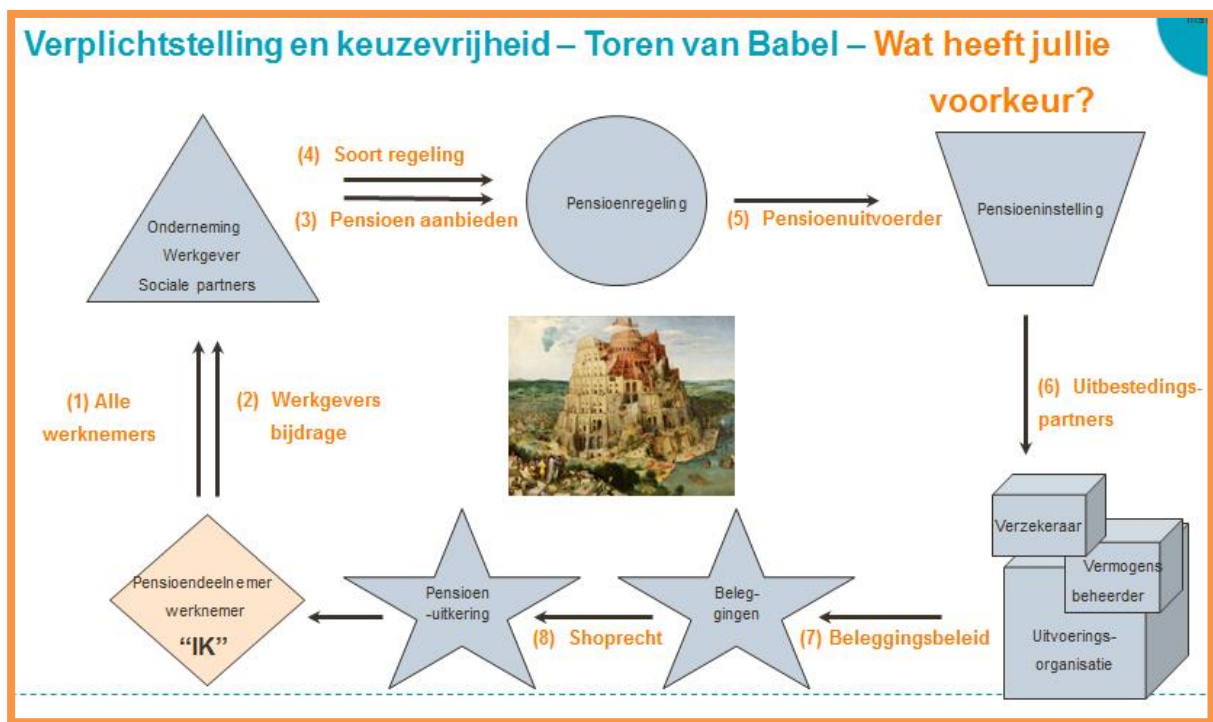 Verplichtstelling en keuzevrijheid – Toren van Babel – Wat heeft jullie
voorkeur?
(4) Soort regeling
(3) Pensioen aanbieden
Onderneming
Werkgever
Sociale partners
Pensioenregeling
(5) Pensioenuitvoerder
Pensioeninstelling
(1) Alle
werknemers
(2) Werkgevers
bijdrage
(6) Uitbestedings-
partners
Verzekeraar
Vermogens
beheerder
Uitvoerings-
organisatie
(7) Beleggingsbeleid
Beleg-
gingen
(8) Shoprecht
Pensioen
-uitkering
Pensioendeelnemer
werknemer
“IK”